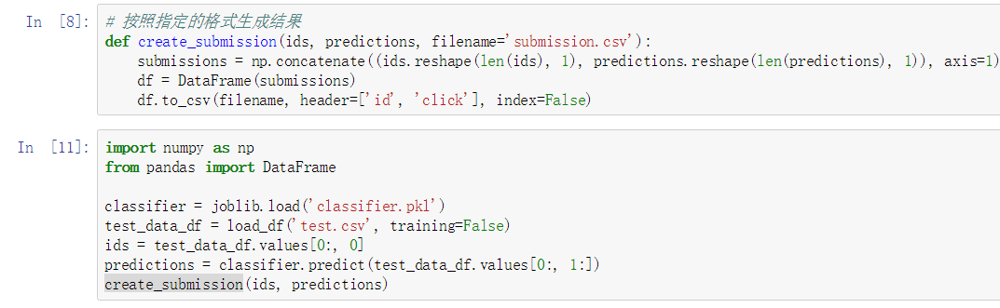 In [8]: # 按照指定的格式生成结果
def create_submission(ids, predictions, filename='submission.csv'):
    submissions = np.concatenate((ids.reshape(len(ids), 1), predictions.reshape(len(predictions), 1)), axis=1)
    df = DataFrame(submissions)
    df.to_csv(filename, header=['id', 'click'], index=False)
In [11]: import numpy as np
from pandas import DataFrame
classifier = joblib.load('classifier.pkl')
test_data_df = load_df('test.csv', training=False)
ids = test_data_df.values[0:, 0]
predictions = classifier.predict(test_data_df.values[0:, 1:])
create_submission(ids, predictions)